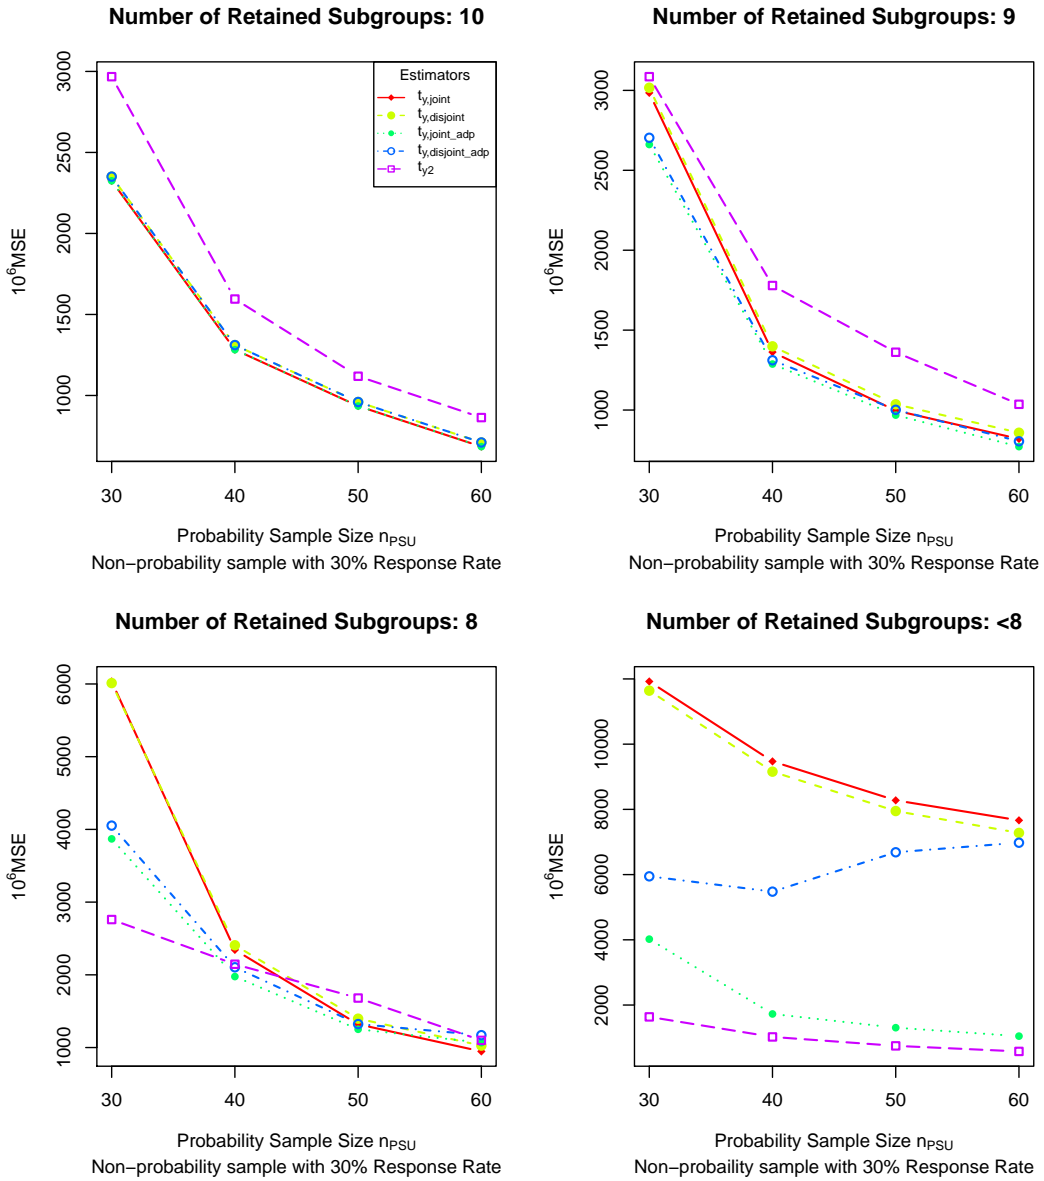 Number of Retained Subgroups: 10
3000
2500
2000
1500
1000
10^6MSE
Estimators
t_y,joint
t_y,disjoint
t_y,joint_adp
t_y,disjoint_adp
t_y2
30 40 50 60
Probability Sample Size n_PSU
Non−probability sample with 30% Response Rate
Number of Retained Subgroups: 9
3000
2500
2000
1500
1000
10^6MSE
30 40 50 60
Probability Sample Size n_PSU
Non−probability sample with 30% Response Rate
Number of Retained Subgroups: 8
6000
5000
4000
3000
2000
1000
10^6MSE
30 40 50 60
Probability Sample Size n_PSU
Non−probaility sample with 30% Response Rate
Number of Retained Subgroups: <8
10000
8000
6000
4000
2000
10^6MSE
30 40 50 60
Probability Sample Size n_PSU
Non−probaility sample with 30% Response Rate